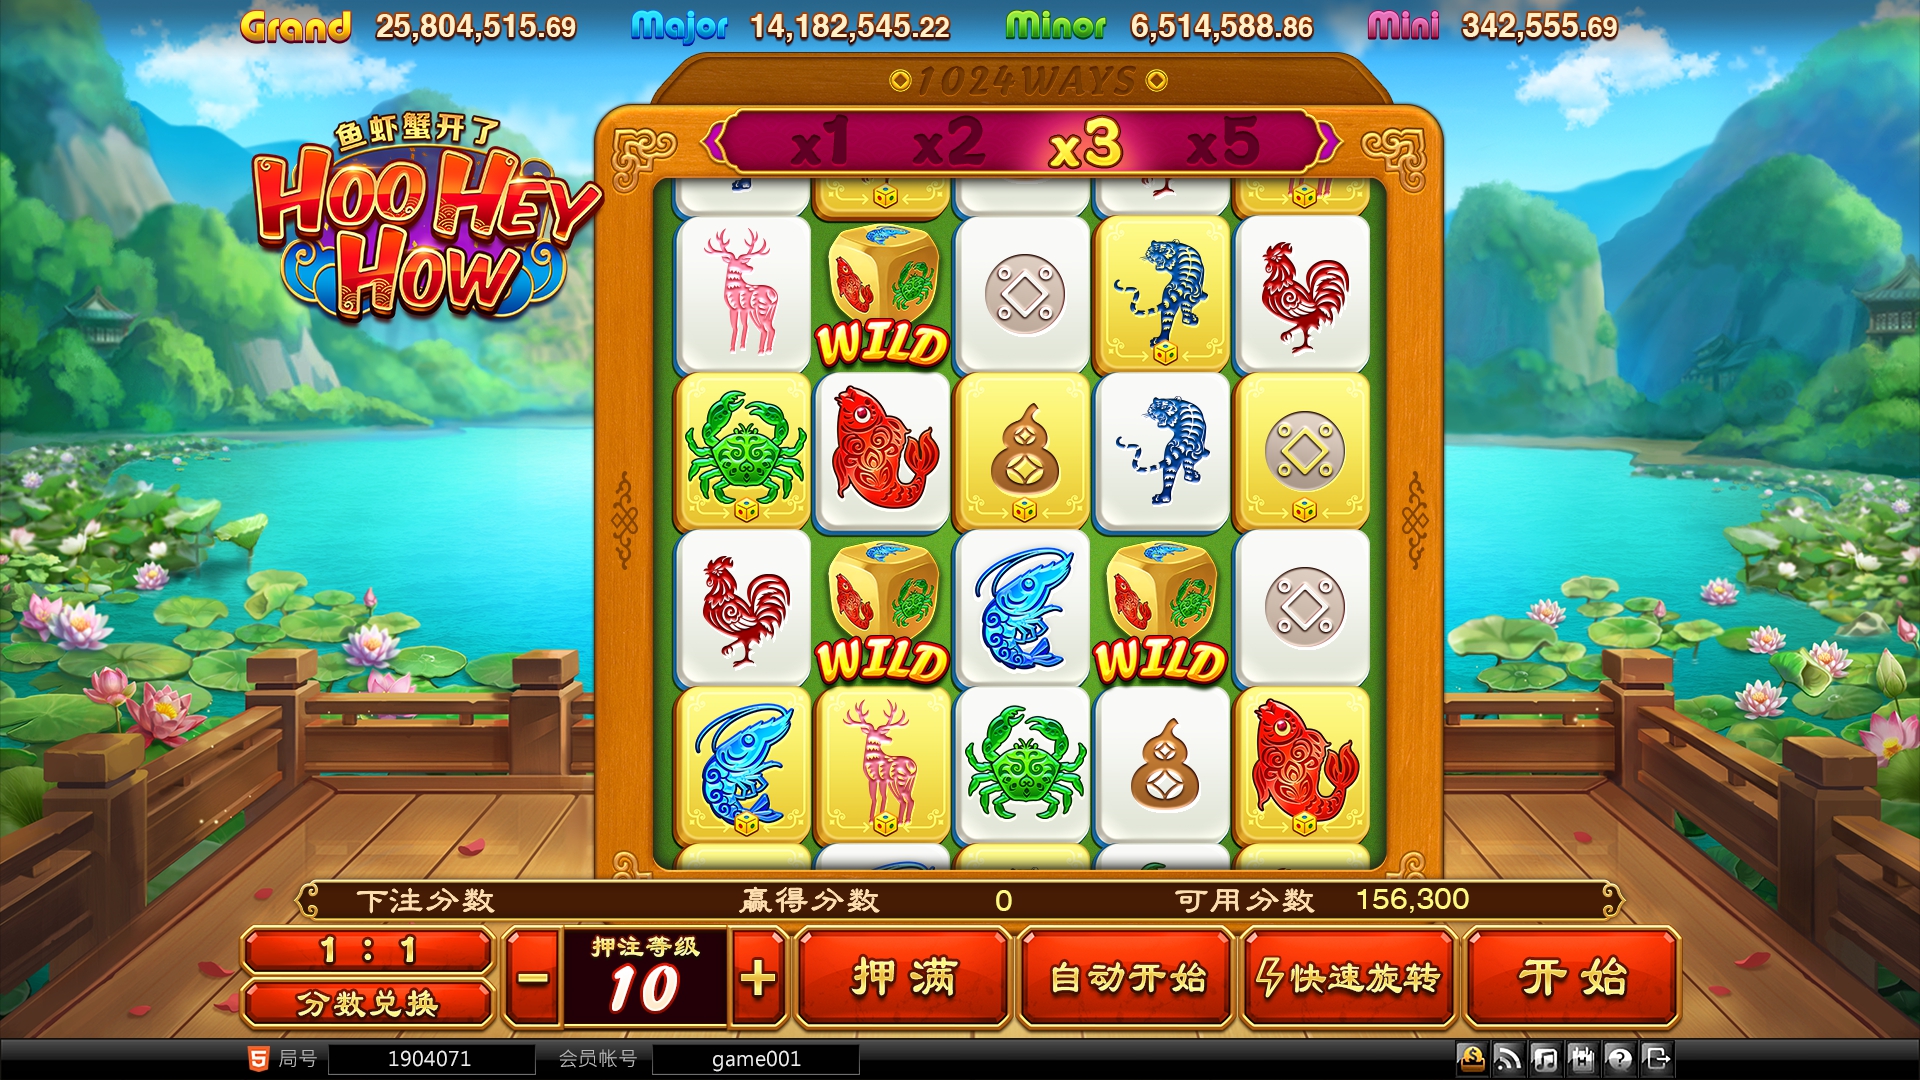 Grand 25,804,515.69 Major 14,182,545.22 Minor 6,514,588.86 Mini 342,555.69
1024WAYS
x1 x2 x3 x5
鱼虾蟹开了
HOO HEY
HOW
WILD
WILD WILD
下注分数 赢得分数 0 可用分数 156,300
1 : 1
分数兑换
押注等级
− 10 +
押满 自动开始 快速旋转 开始
5 局号 1904071 会员帐号 game001